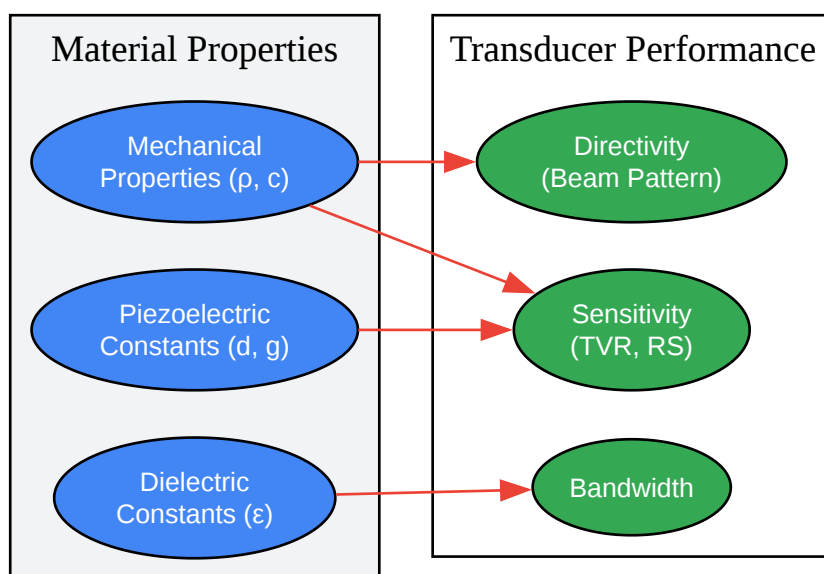 Material Properties
Mechanical
Properties (ρ, c)
Piezoelectric
Constants (d, g)
Dielectric
Constants (ε)
Transducer Performance
Directivity
(Beam Pattern)
Sensitivity
(TVR, RS)
Bandwidth